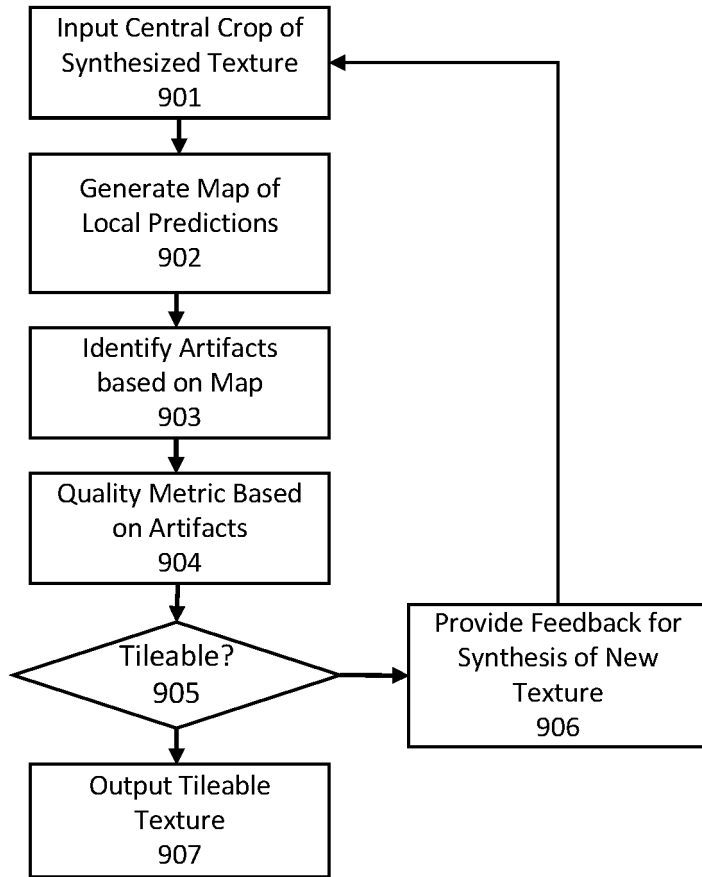 Input Central Crop of
Synthesized Texture
901
Generate Map of
Local Predictions
902
Identify Artifacts
based on Map
903
Quality Metric Based
on Artifacts
904
Tileable?
905
Provide Feedback for
Synthesis of New
Texture
906
Output Tileable
Texture
907